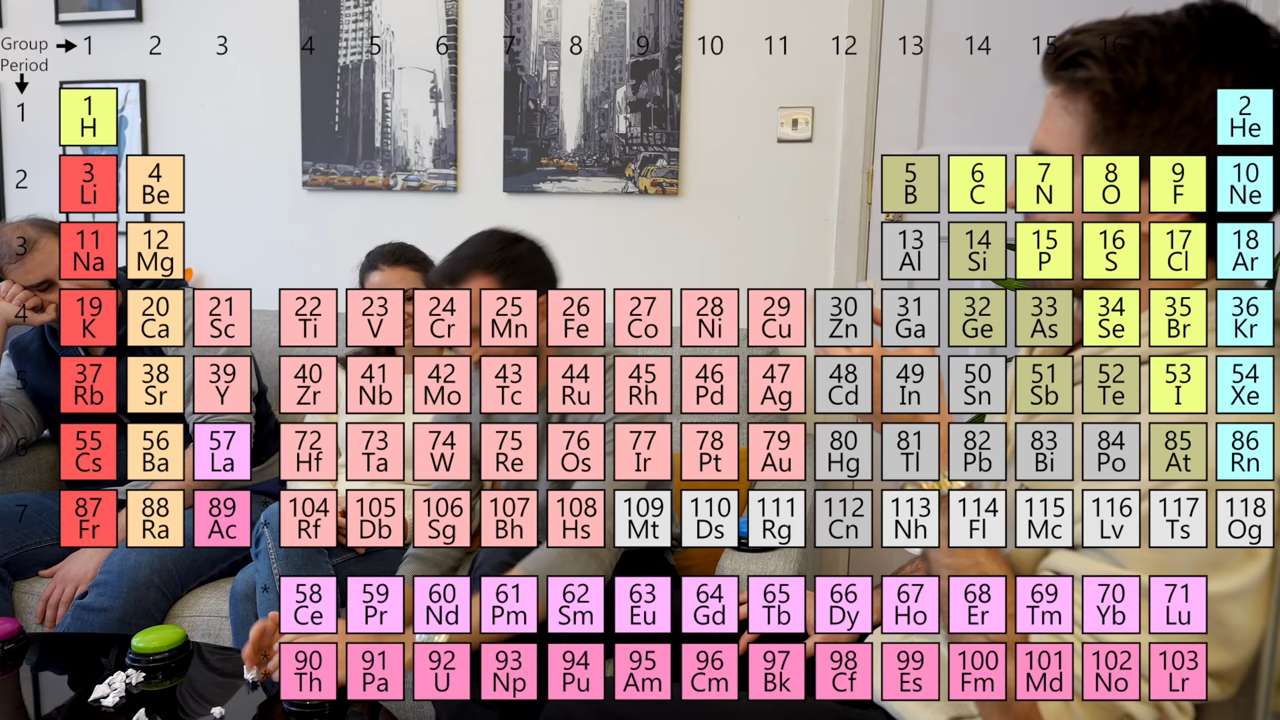 Group → 1 2 3 4 5 6 7 8 9 10 11 12 13 14 15 16
Period
1 1 2
H He
2 3 4 5 6 7 8 9 10
Li Be B C N O F Ne
3 11 12 13 14 15 16 17 18
Na Mg Al Si P S Cl Ar
4 19 20 21 22 23 24 25 26 27 28 29 30 31 32 33 34 35 36
K Ca Sc Ti V Cr Mn Fe Co Ni Cu Zn Ga Ge As Se Br Kr
5 37 38 39 40 41 42 43 44 45 46 47 48 49 50 51 52 53 54
Rb Sr Y Zr Nb Mo Tc Ru Rh Pd Ag Cd In Sn Sb Te I Xe
6 55 56 57 72 73 74 75 76 77 78 79 80 81 82 83 84 85 86
Cs Ba La Hf Ta W Re Os Ir Pt Au Hg Tl Pb Bi Po At Rn
7 87 88 89 104 105 106 107 108 109 110 111 112 113 114 115 116 117 118
Fr Ra Ac Rf Db Sg Bh Hs Mt Ds Rg Cn Nh Fl Mc Lv Ts Og
58 59 60 61 62 63 64 65 66 67 68 69 70 71
Ce Pr Nd Pm Sm Eu Gd Tb Dy Ho Er Tm Yb Lu
90 91 92 93 94 95 96 97 98 99 100 101 102 103
Th Pa U Np Pu Am Cm Bk Cf Es Fm Md No Lr